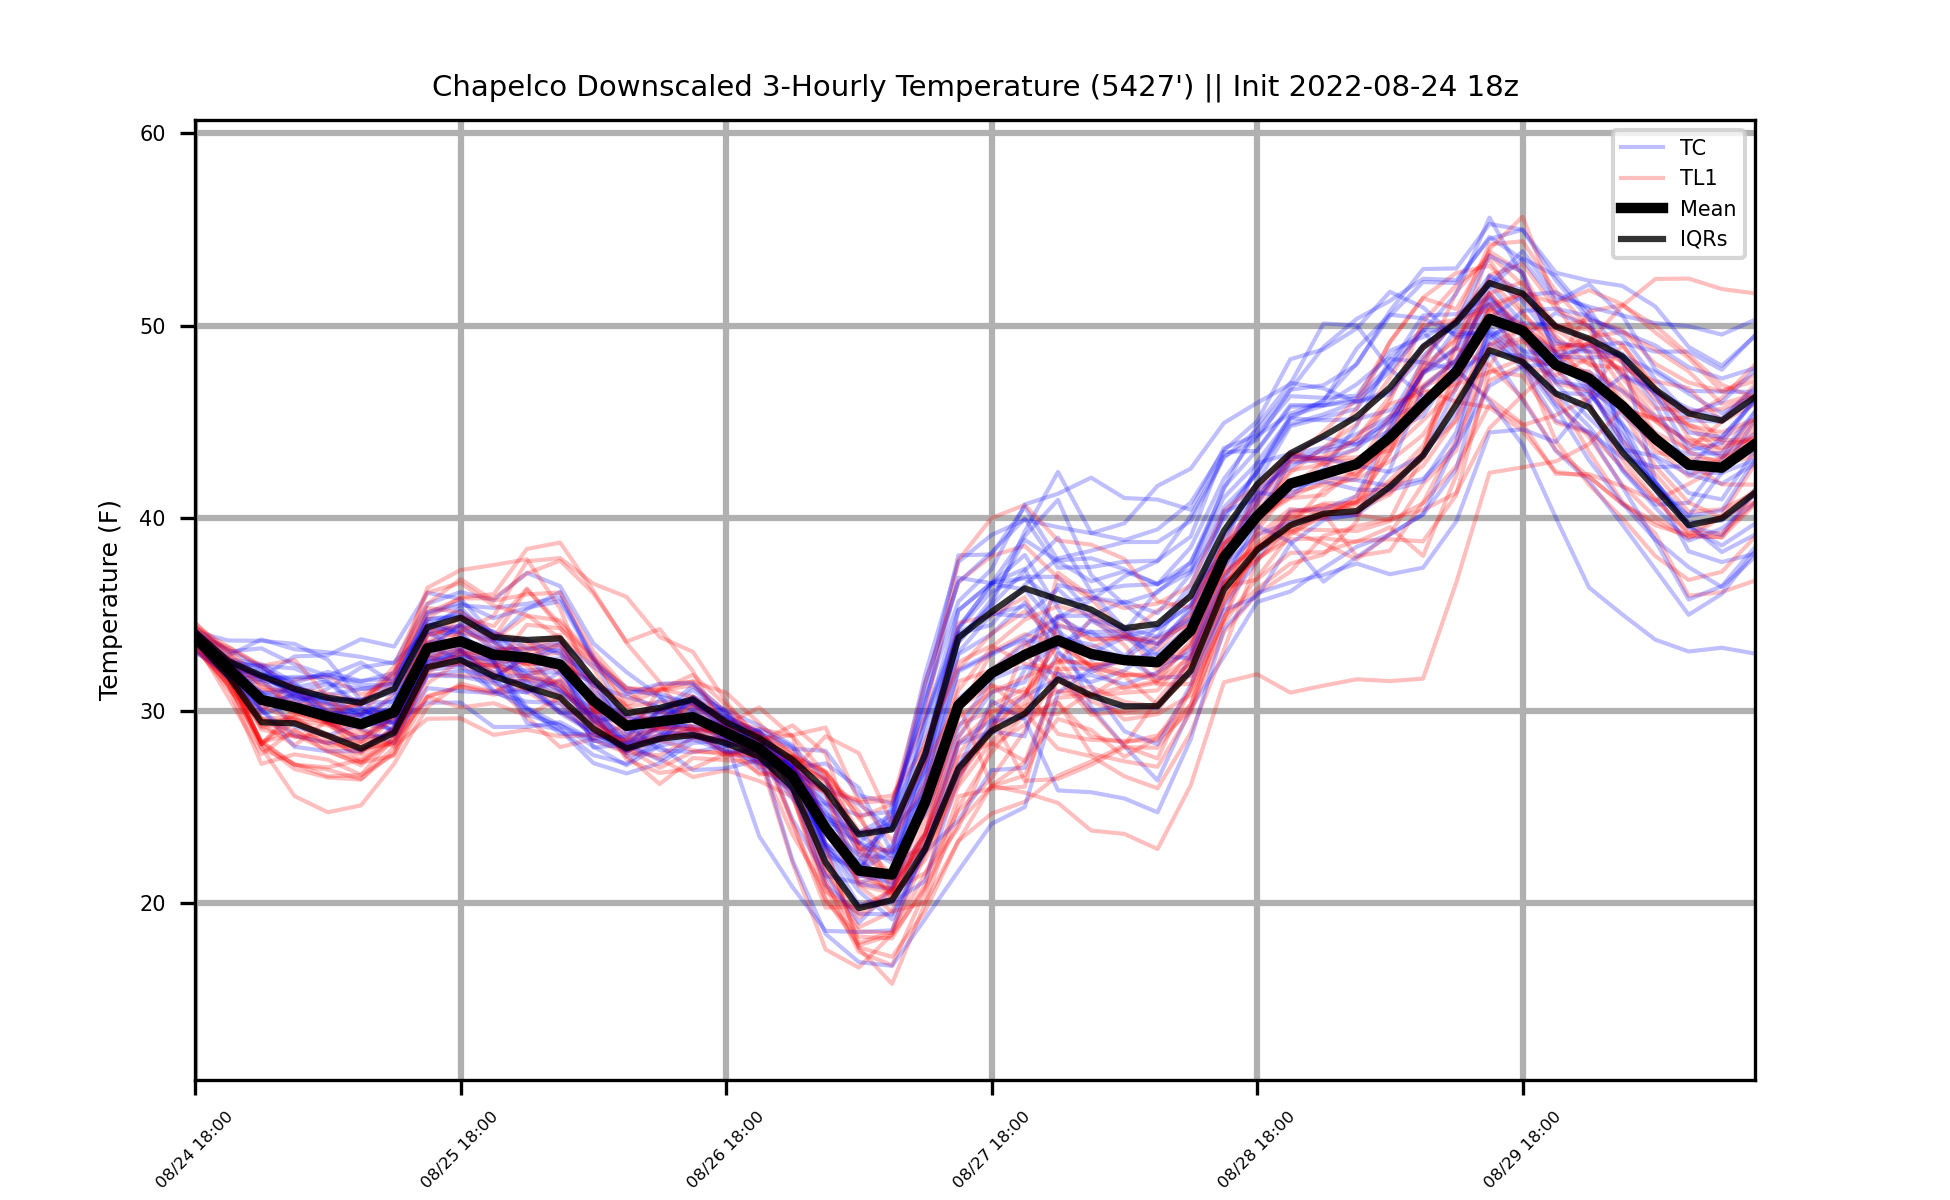 Chapelco Downscaled 3-Hourly Temperature (5427') || Init 2022-08-24 18z
TC
TL1
Mean
IQRs
Temperature (F)
60
50
40
30
20
08/24 18:00
08/25 18:00
08/26 18:00
08/27 18:00
08/28 18:00
08/29 18:00